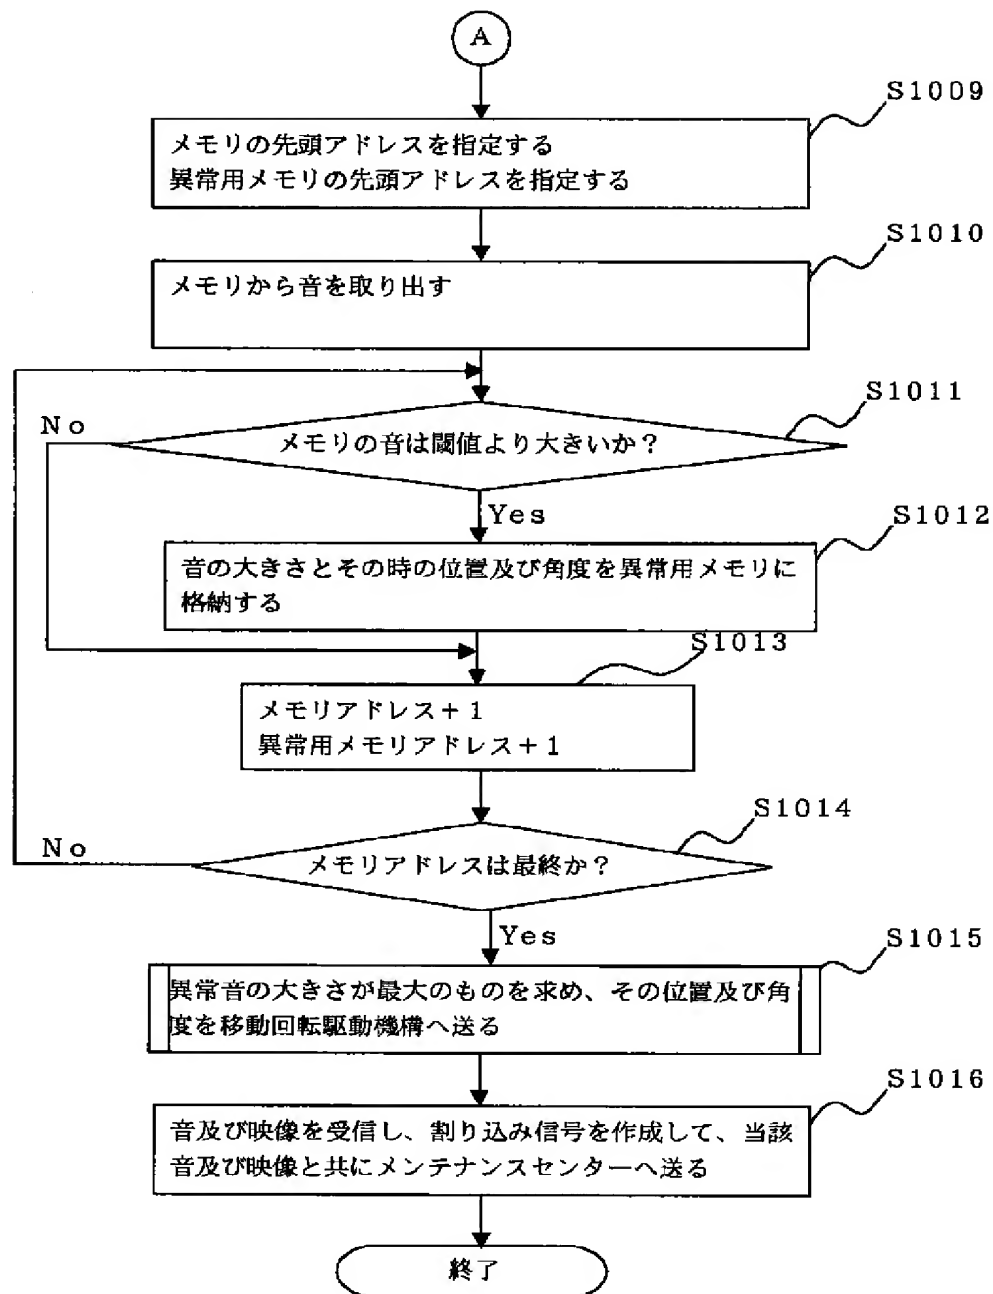 A
S1009
メモリの先頭アドレスを指定する
異常用メモリの先頭アドレスを指定する
S1010
メモリから音を取り出す
S1011
No
メモリの音は閾値より大きいか?
Yes
S1012
音の大きさとその時の位置及び角度を異常用メモリに
格納する
S1013
メモリアドレス+1
異常用メモリアドレス+1
S1014
No
メモリアドレスは最終か?
Yes
S1015
異常音の大きさが最大のものを求め、その位置及び角
度を移動回転駆動機構へ送る
S1016
音及び映像を受信し、割り込み信号を作成して、当該
音及び映像と共にメンテナンスセンターへ送る
終了